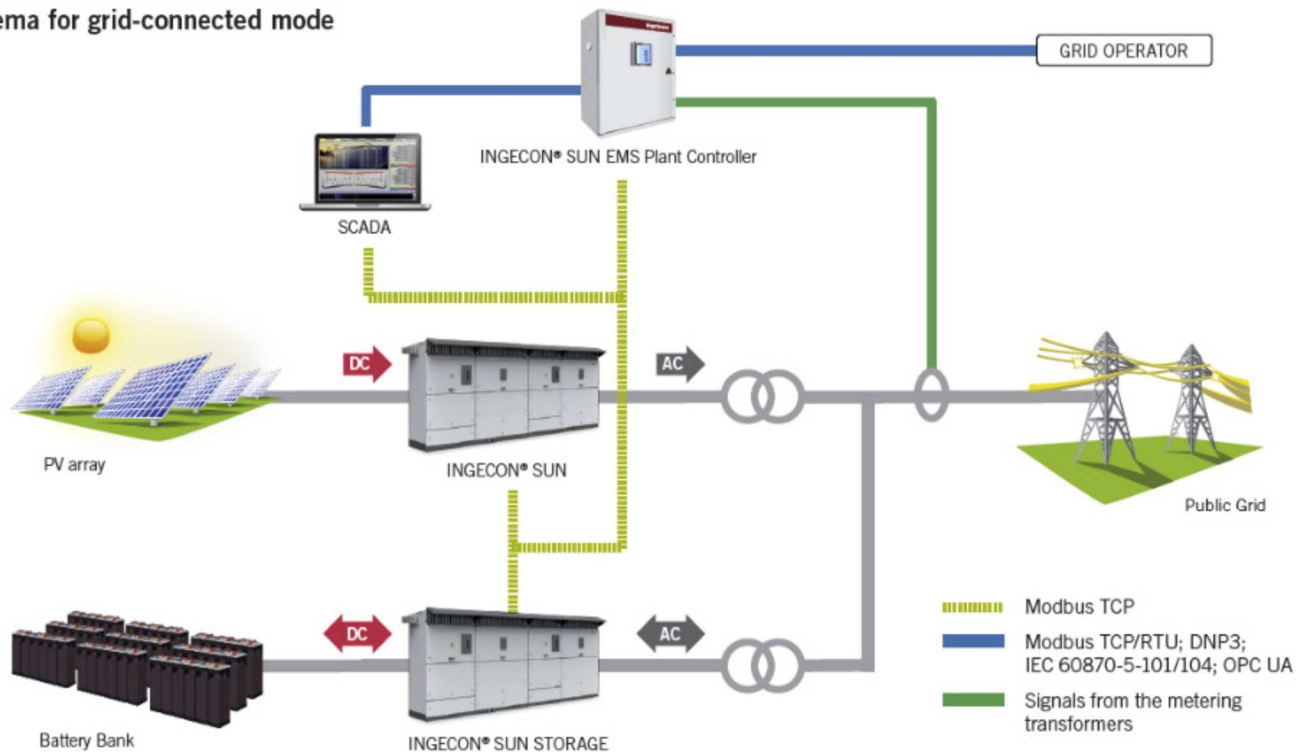 ema for grid-connected mode
GRID OPERATOR
INGECON® SUN EMS Plant Controller
SCADA
DC
AC
PV array
INGECON® SUN
Public Grid
DC
AC
Battery Bank
INGECON® SUN STORAGE
Modbus TCP
Modbus TCP/RTU; DNP3;
IEC 60870-5-101/104; OPC UA
Signals from the metering
transformers